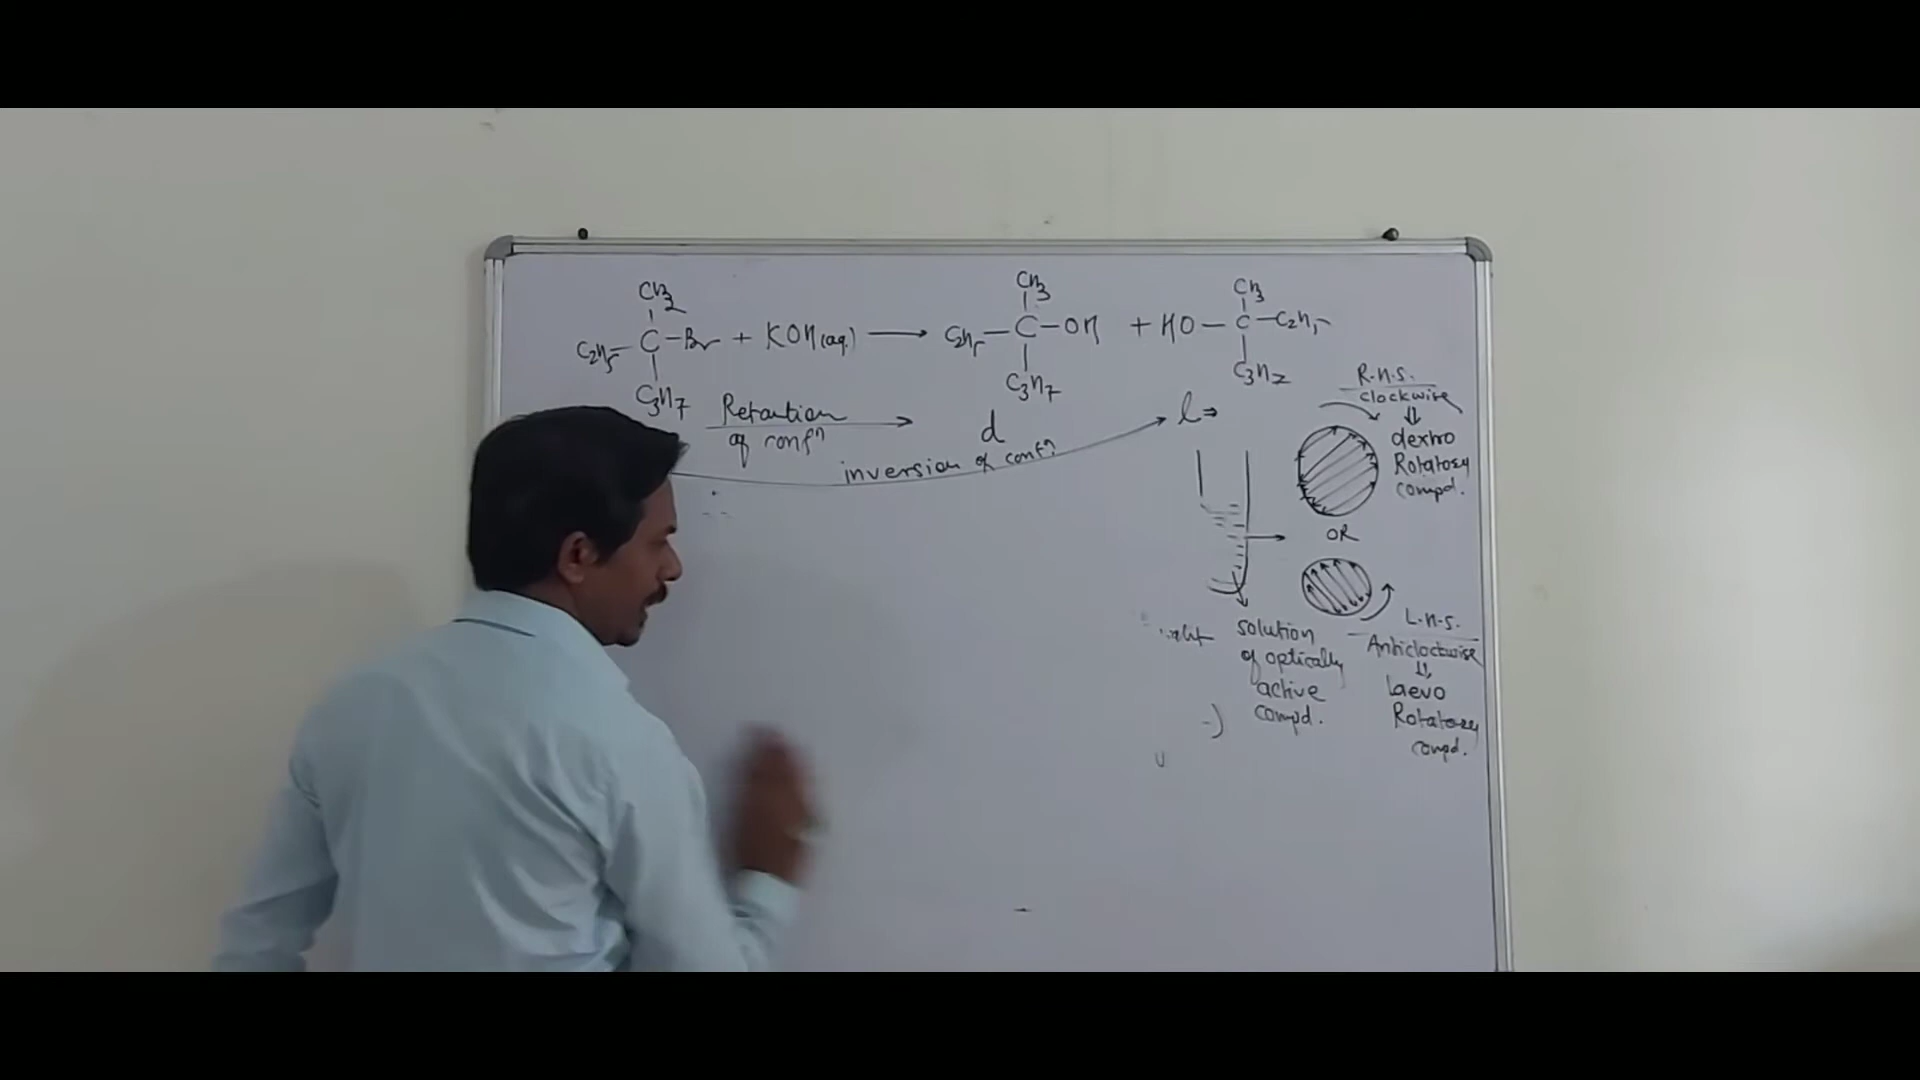 CH3 CH3 CH3
C2H5 – C – Br + KOH(aq.) ⟶ C2H5 – C – OH + HO – C – C2H5
C3H7 C3H7 C3H7
Retantion
of confn
d
l ⇒
inversion of confn
R.H.S.
clockwise
⇓
dextro
Rotatory
compd.
OR
L.H.S.
Anticlockwise
⇓
laevo
Rotatory
compd.
solution
of optically
active
compd.